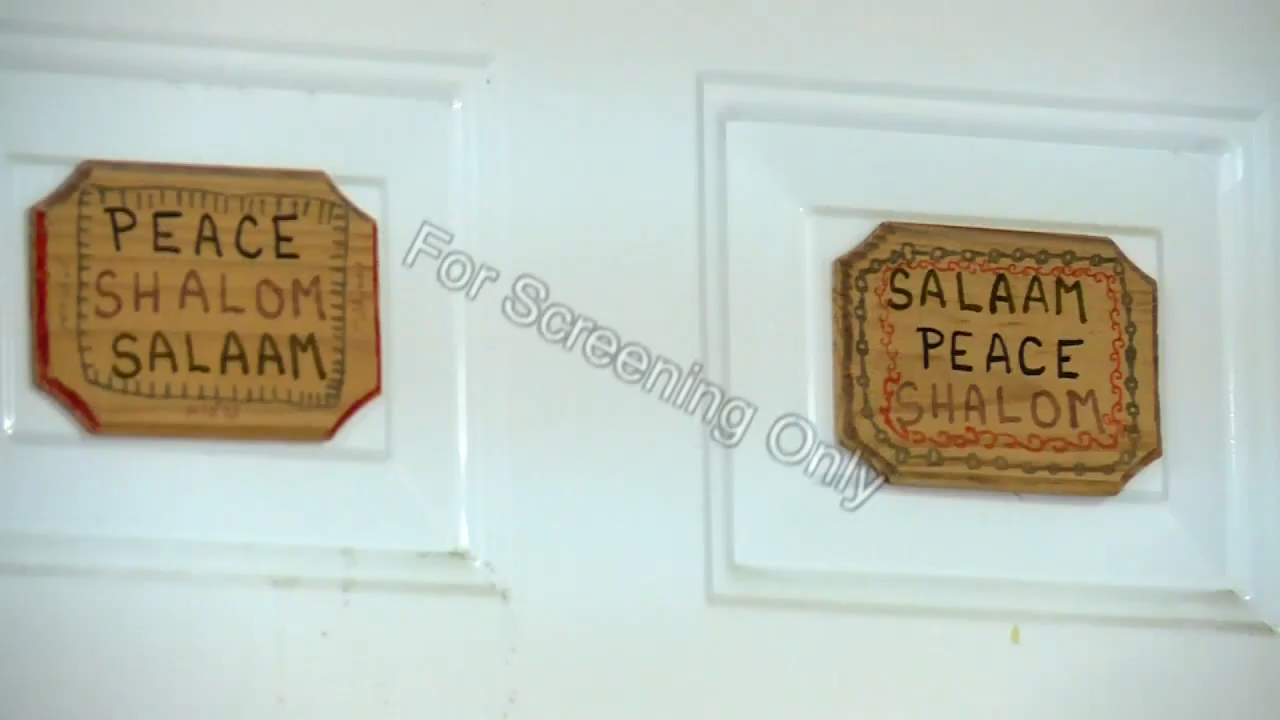 PEACE
SHALOM
SALAAM
For Screening Only
SALAAM
PEACE
SHALOM